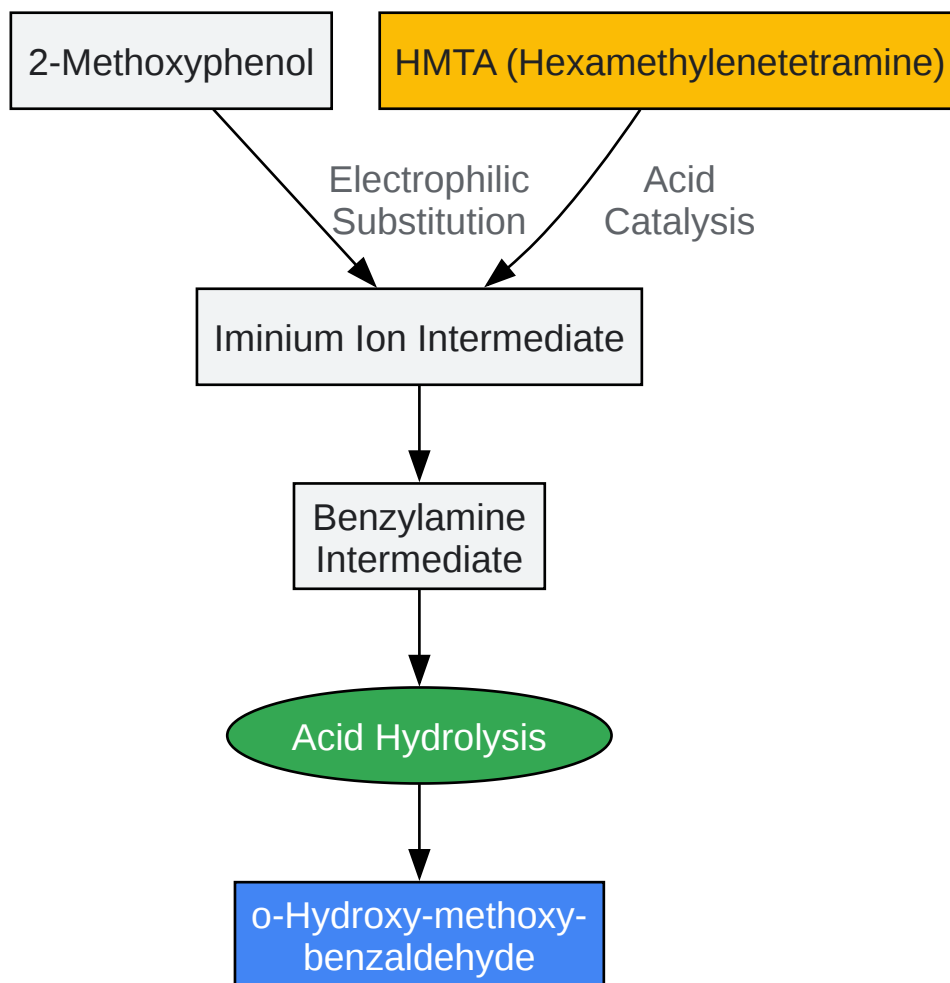 2-Methoxyphenol
HMTA (Hexamethylenetetramine)
Electrophilic
Substitution
Acid
Catalysis
Iminium Ion Intermediate
Benzylamine
Intermediate
Acid Hydrolysis
o-Hydroxy-methoxy-
benzaldehyde